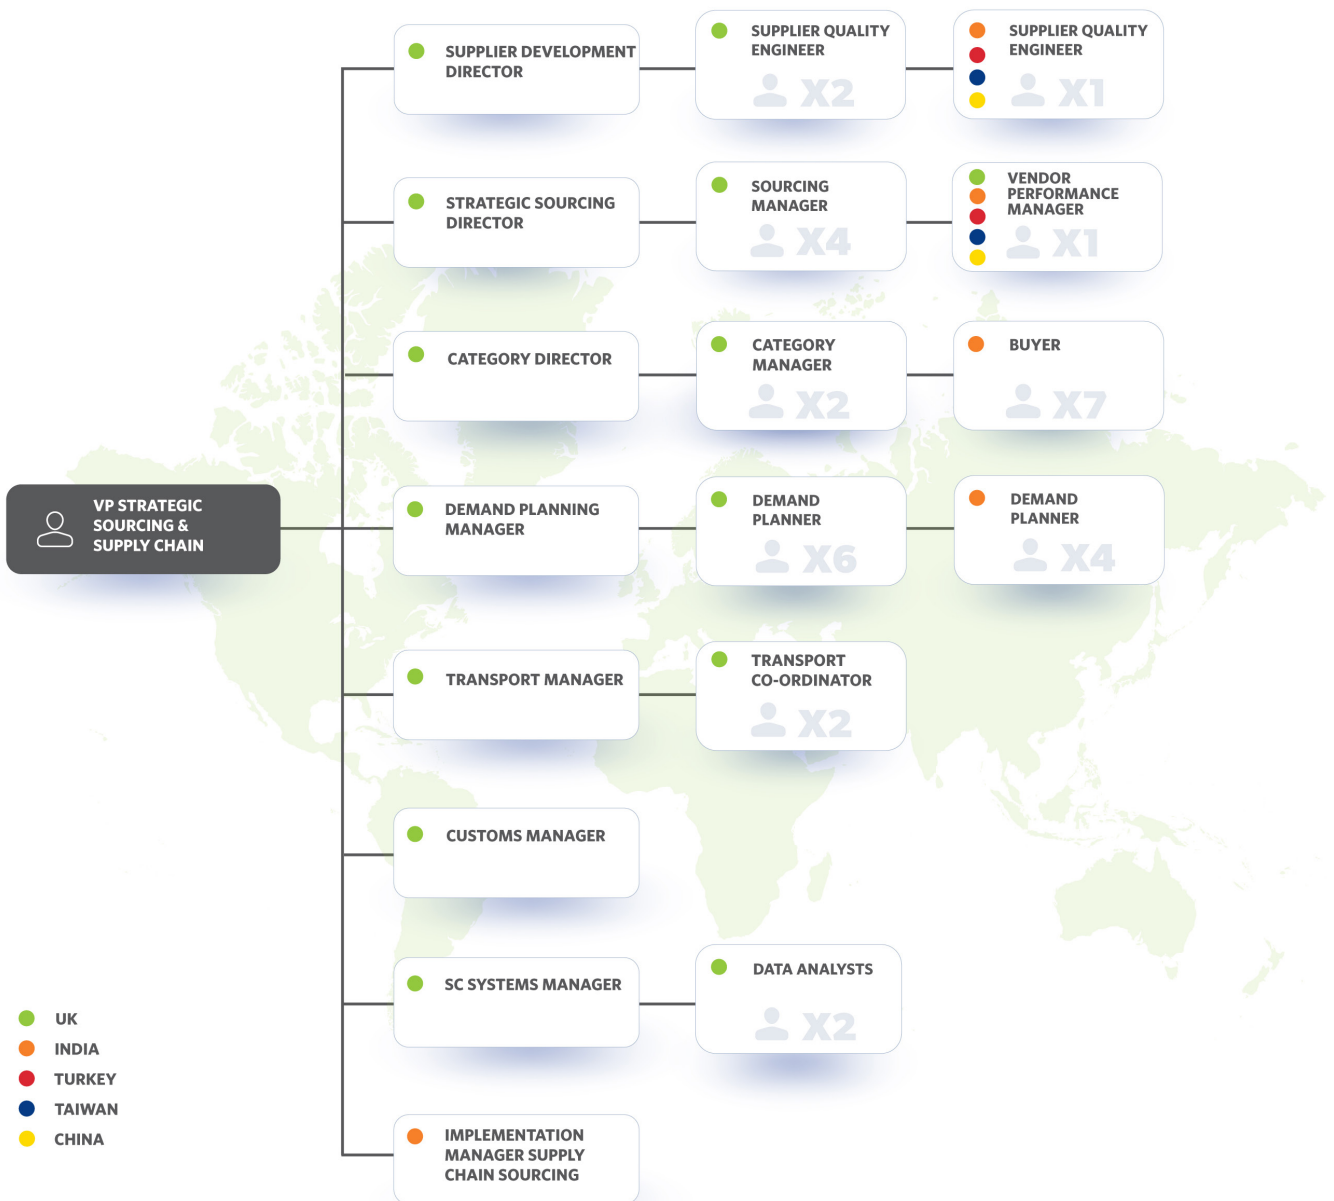 SUPPLIER DEVELOPMENT
DIRECTOR
SUPPLIER QUALITY
ENGINEER
X2
SUPPLIER QUALITY
ENGINEER
X1
STRATEGIC SOURCING
DIRECTOR
SOURCING
MANAGER
X4
VENDOR
PERFORMANCE
MANAGER
X1
CATEGORY DIRECTOR
CATEGORY
MANAGER
X2
BUYER
X7
VP STRATEGIC
SOURCING &
SUPPLY CHAIN
DEMAND PLANNING
MANAGER
DEMAND
PLANNER
X6
DEMAND
PLANNER
X4
TRANSPORT MANAGER
TRANSPORT
CO-ORDINATOR
X2
CUSTOMS MANAGER
SC SYSTEMS MANAGER
DATA ANALYSTS
X2
IMPLEMENTATION
MANAGER SUPPLY
CHAIN SOURCING
UK
INDIA
TURKEY
TAIWAN
CHINA